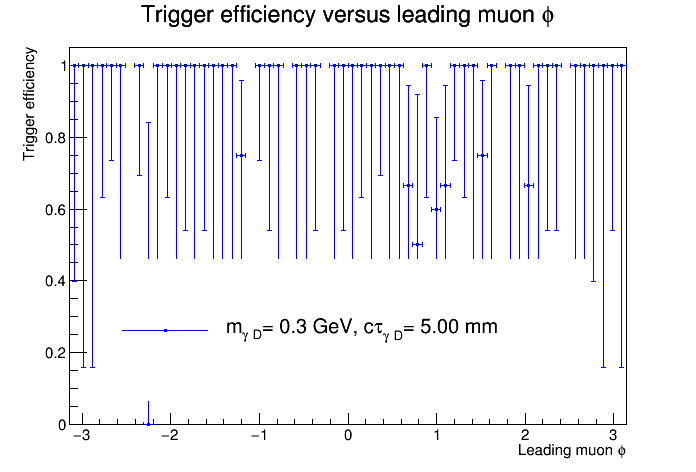 Trigger efficiency versus leading muon ϕ
Trigger efficiency
1
0.8
0.6
0.4
0.2
0
m_γ D= 0.3 GeV, cτ_γ D= 5.00 mm
−3 −2 −1 0 1 2 3
Leading muon ϕ